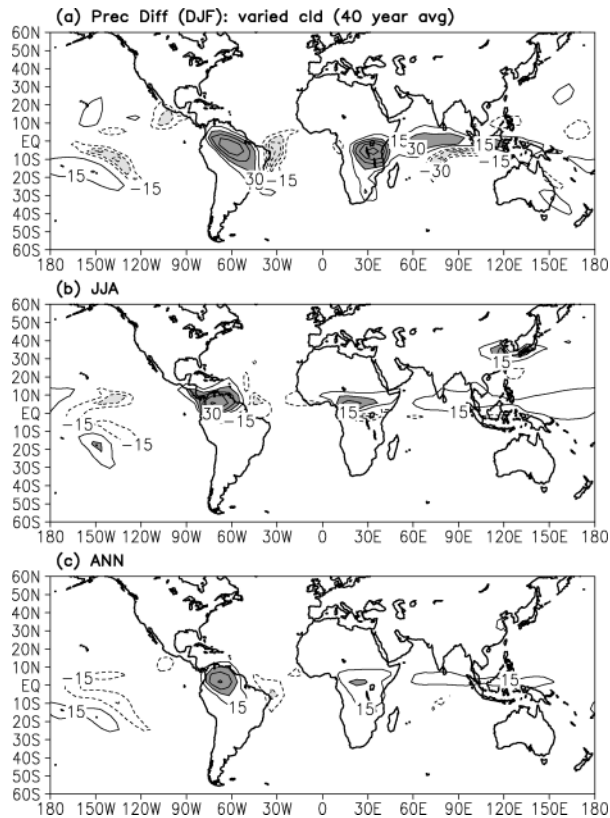 (a) Prec Diff (DJF): varied cld (40 year avg)
60N
50N
40N
30N
20N
10N
EQ
10S
20S
30S
40S
50S
60S
15
30
15
-15
15
-15
30
-15
-30
-15
180 150W 120W 90W 60W 30W 0 30E 60E 90E 120E 150E 180
(b) JJA
60N
50N
40N
30N
20N
10N
EQ
10S
20S
30S
40S
50S
60S
15
30
-15
15
15
-15
-15
180 150W 120W 90W 60W 30W 0 30E 60E 90E 120E 150E 180
(c) ANN
60N
50N
40N
30N
20N
10N
EQ
10S
20S
30S
40S
50S
60S
-15
15
15
15
15
180 150W 120W 90W 60W 30W 0 30E 60E 90E 120E 150E 180